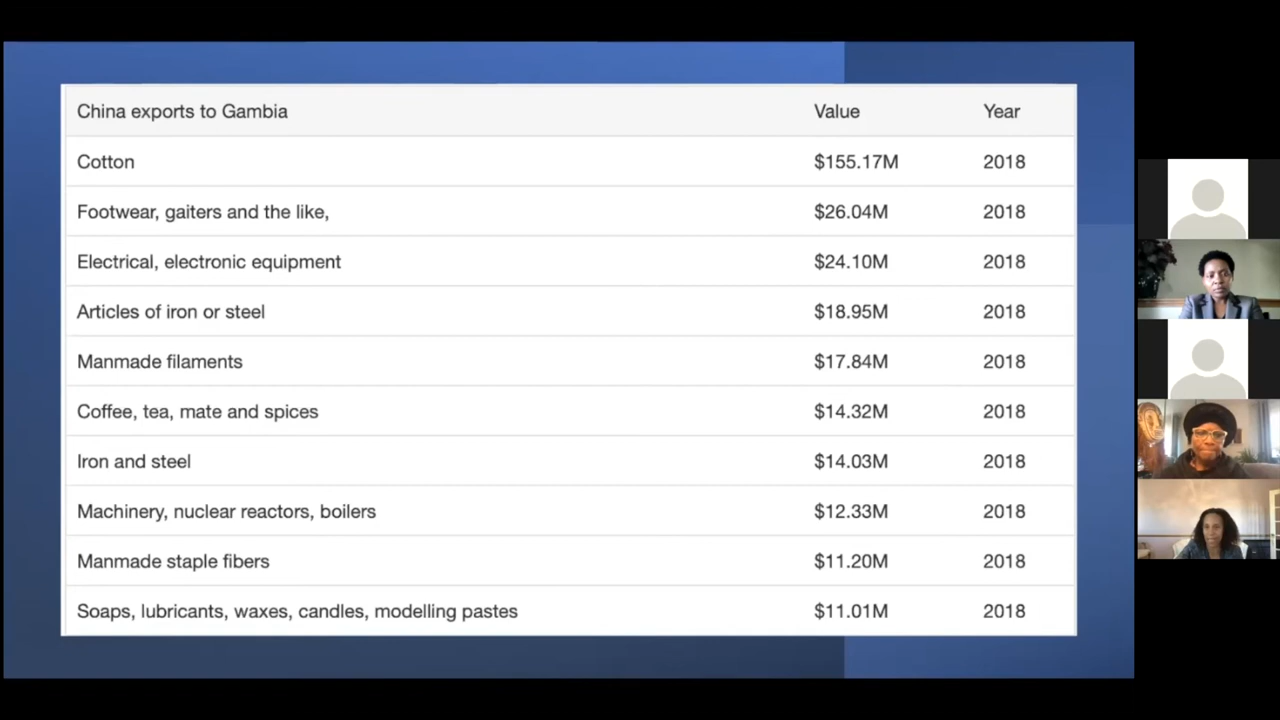 China exports to Gambia Value Year
Cotton $155.17M 2018
Footwear, gaiters and the like, $26.04M 2018
Electrical, electronic equipment $24.10M 2018
Articles of iron or steel $18.95M 2018
Manmade filaments $17.84M 2018
Coffee, tea, mate and spices $14.32M 2018
Iron and steel $14.03M 2018
Machinery, nuclear reactors, boilers $12.33M 2018
Manmade staple fibers $11.20M 2018
Soaps, lubricants, waxes, candles, modelling pastes $11.01M 2018